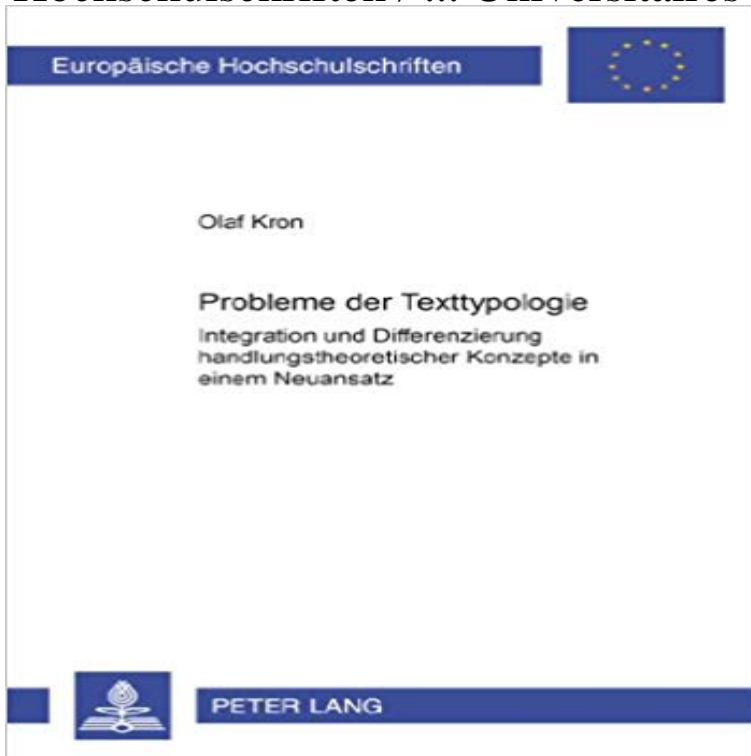 Europäische Hochschulschriften
Olaf Kron
Probleme der Texttypologie
Integration und Differenzierung
handlungstheoretischer Konzepte in
einem Neuansatz
PETER LANG